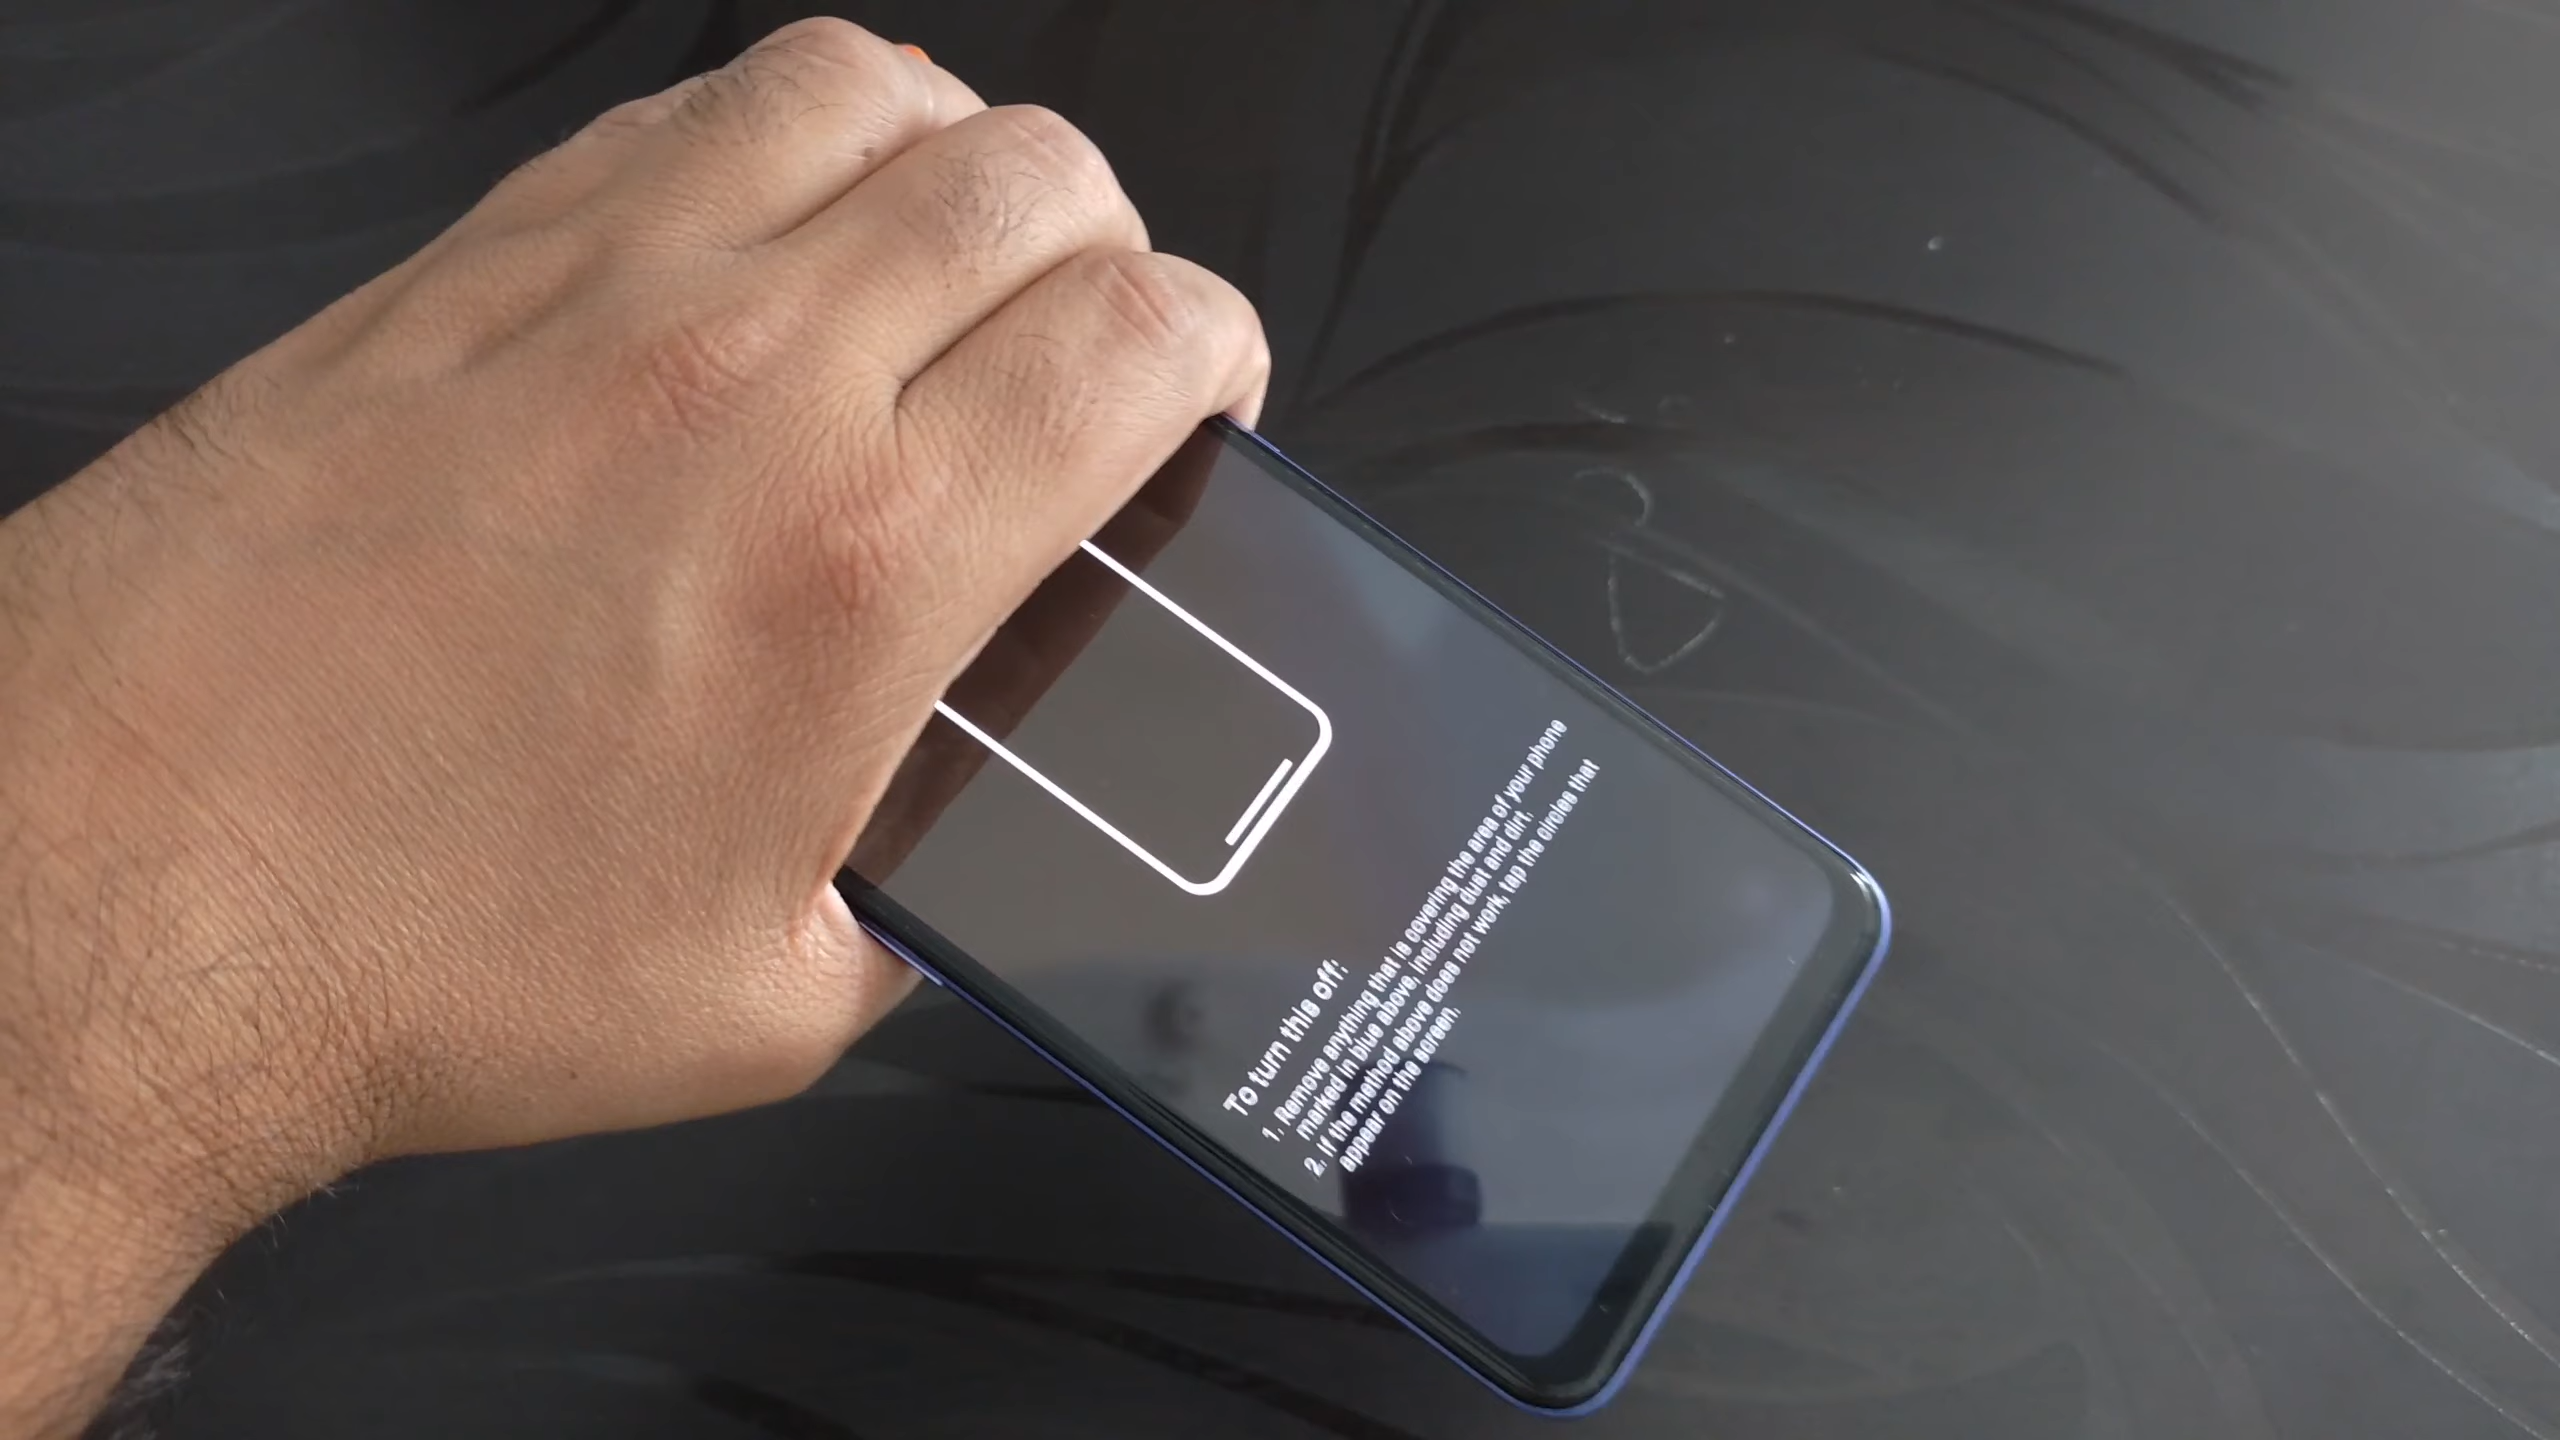 To turn this off:
1. Remove anything that is covering the area of your phone
marked in blue above, including dust and dirt.
2. If the method above does not work, tap the circles that
appear on the screen.